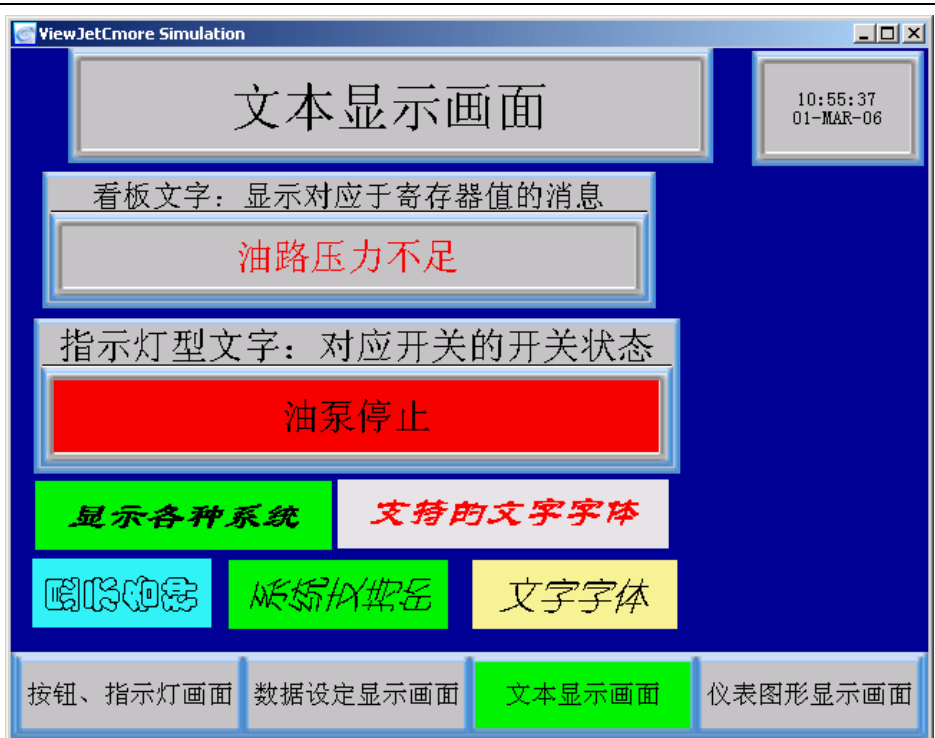 ViewJetCmore Simulation
文本显示画面
10:55:37
01-MAR-06
看板文字：显示对应于寄存器值的消息
油路压力不足
指示灯型文字：对应开关的开关状态
油泵停止
显示各种系统
支持的文字字体
文字字体
按钮、指示灯画面
数据设定显示画面
文本显示画面
仪表图形显示画面